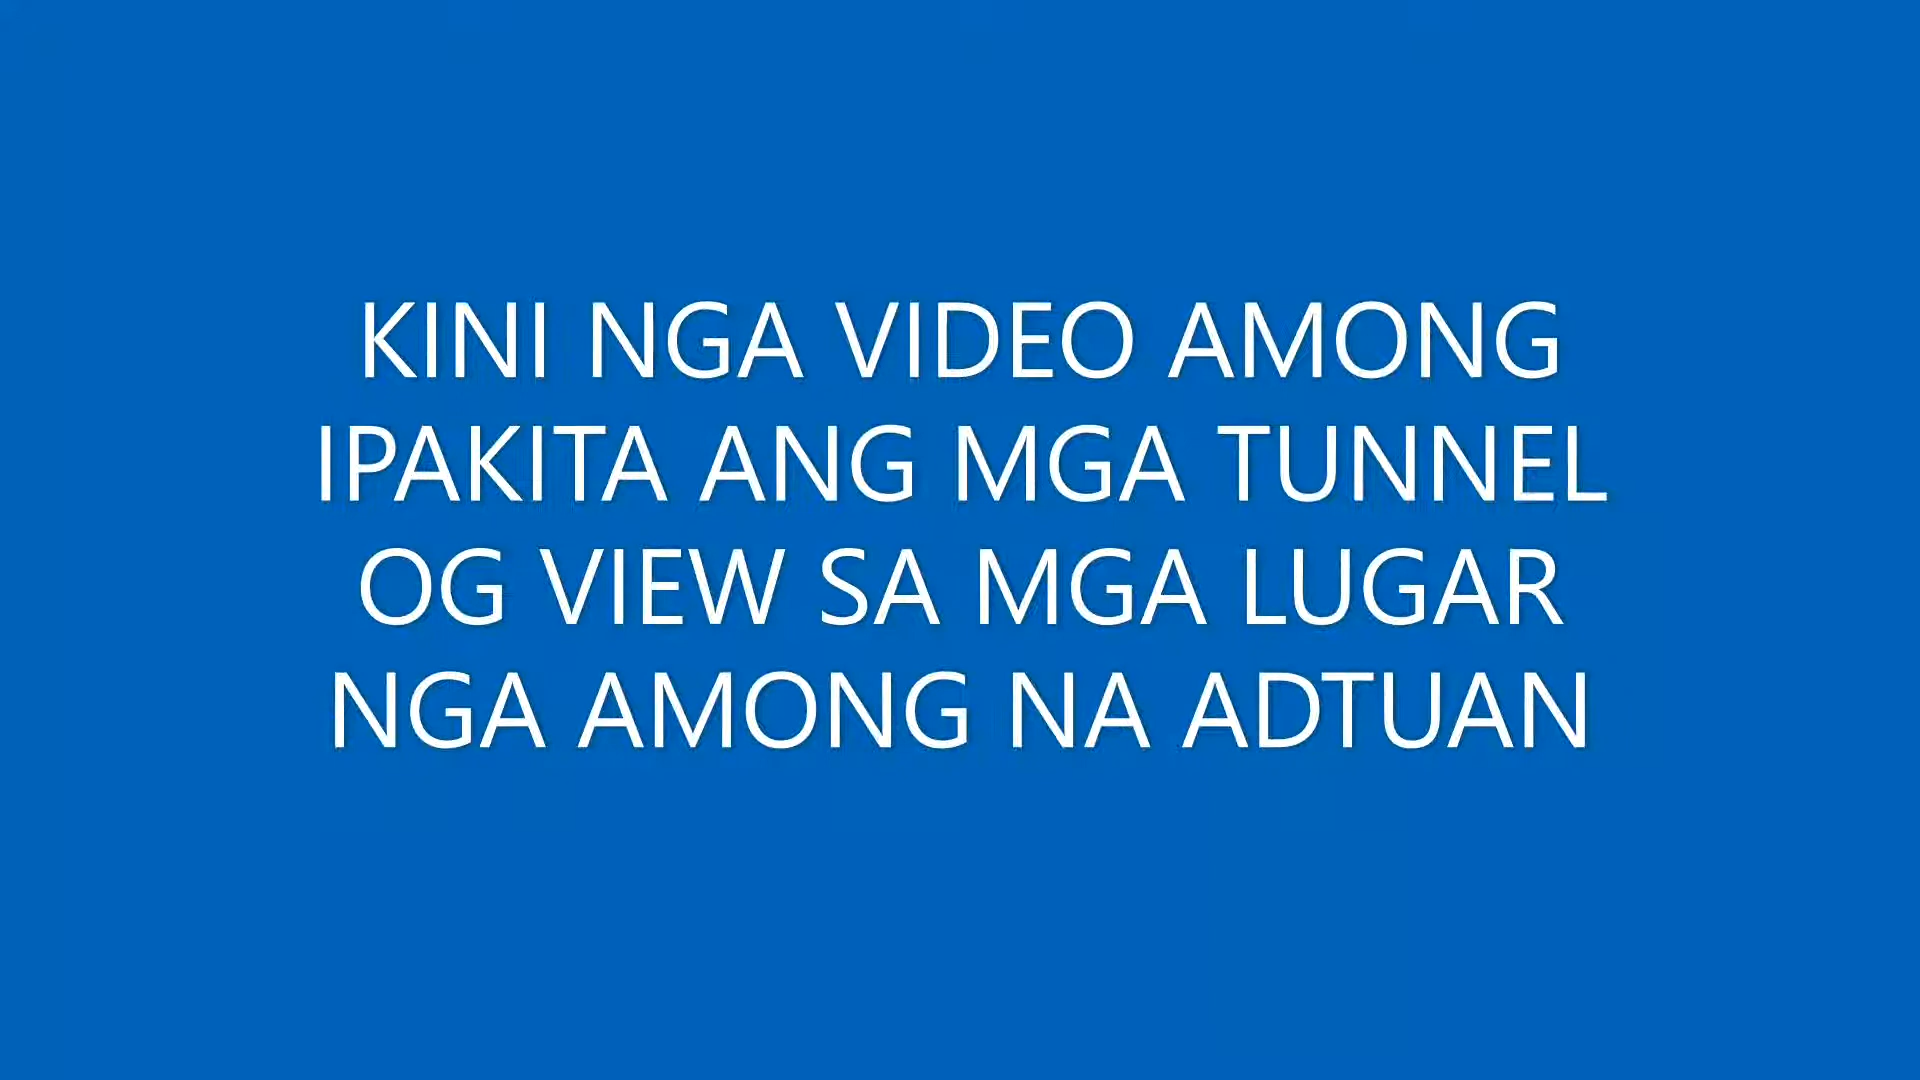 KINI NGA VIDEO AMONG
IPAKITA ANG MGA TUNNEL
OG VIEW SA MGA LUGAR
NGA AMONG NA ADTUAN